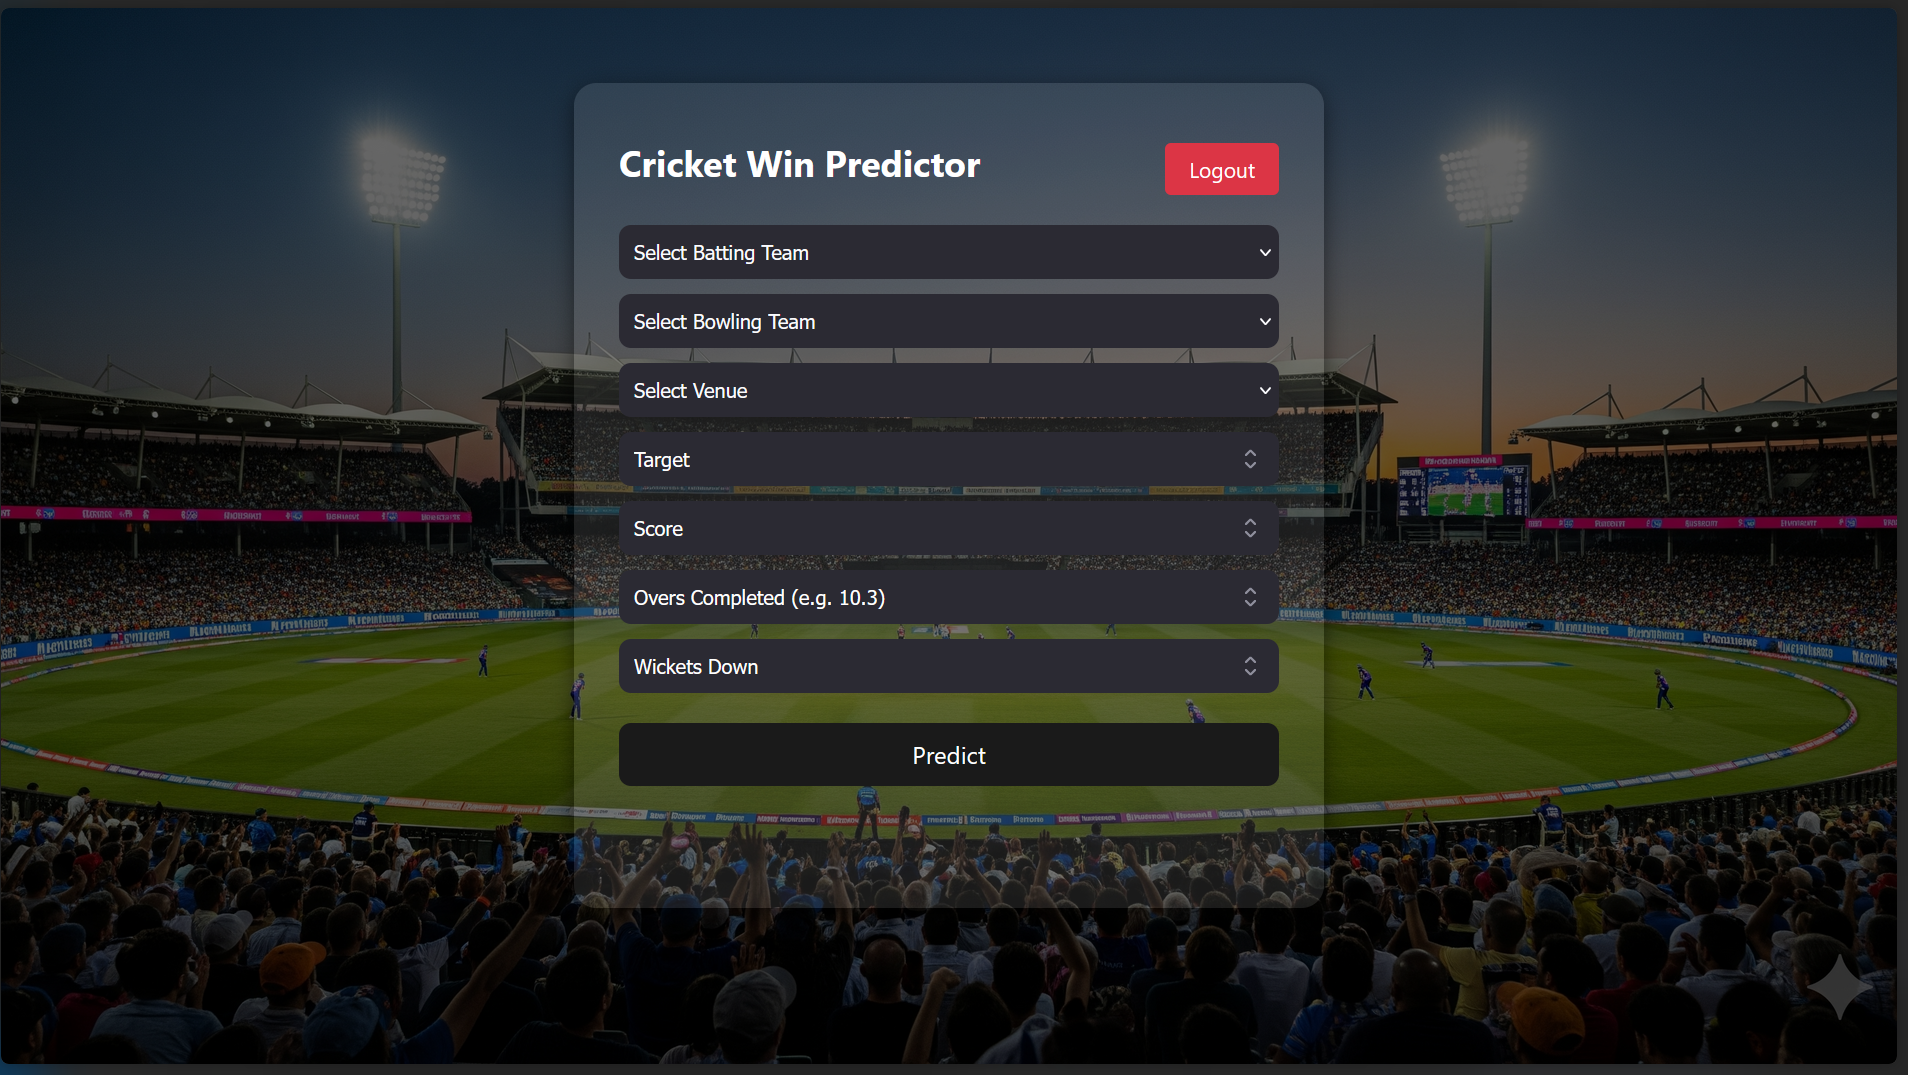 Cricket Win Predictor
Logout
Select Batting Team
Select Bowling Team
Select Venue
Target
Score
Overs Completed (e.g. 10.3)
Wickets Down
Predict